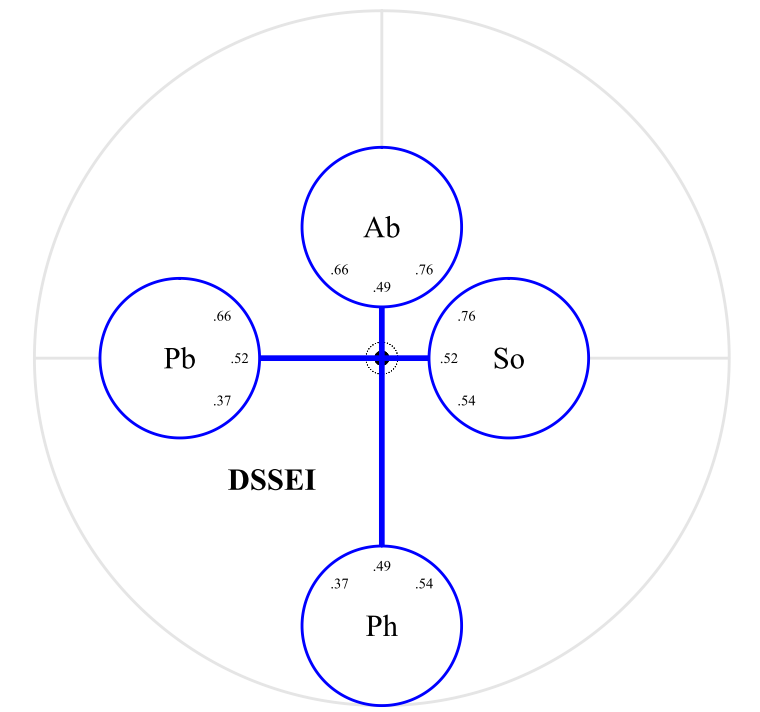 Ab
.66 .76
.49
.66 .76
Pb .52 .52 So
.37 .54
DSSEI
.49
.37 .54
Ph